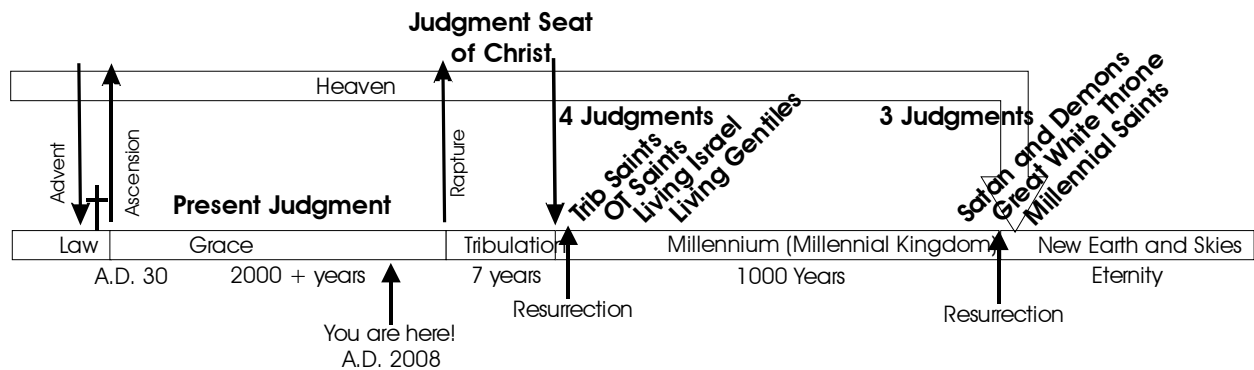 Judgment Seat
of Christ
Heaven
Advent
Ascension
Rapture
4 Judgments
3 Judgments
Trib Saints
OT Saints
Living Israel
Living Gentiles
Satan and Demons
Great White Throne
Millennial Saints
Present Judgment
Law
Grace
Tribulation
Millennium (Millennial Kingdom)
New Earth and Skies
A.D. 30
2000 + years
7 years
1000 Years
Eternity
Resurrection
Resurrection
You are here!
A.D. 2008